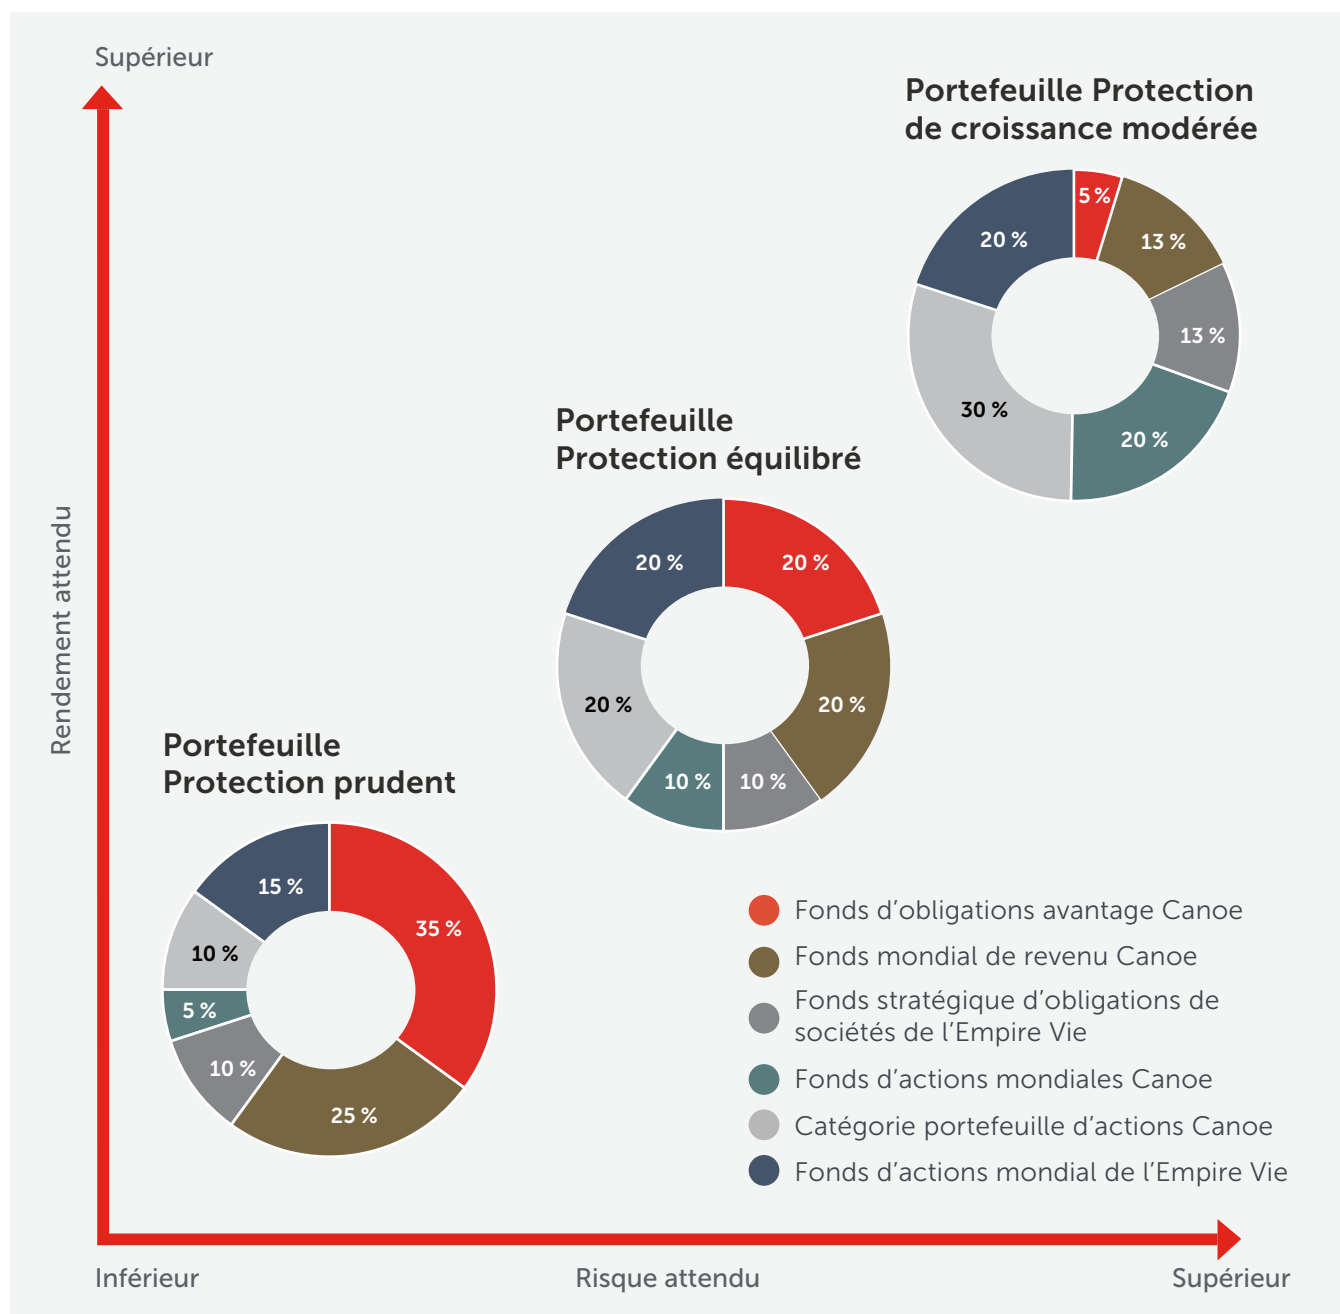 Supérieur
Portefeuille Protection
de croissance modérée
5 %
13 %
13 %
20 %
30 %
20 %
Portefeuille
Protection équilibré
20 %
20 %
10 %
10 %
20 %
20 %
Rendement attendu
Portefeuille
Protection prudent
35 %
25 %
10 %
5 %
10 %
15 %
Fonds d’obligations avantage Canoe
Fonds mondial de revenu Canoe
Fonds stratégique d’obligations de
sociétés de l’Empire Vie
Fonds d’actions mondiales Canoe
Catégorie portefeuille d’actions Canoe
Fonds d’actions mondial de l’Empire Vie
Inférieur
Risque attendu
Supérieur